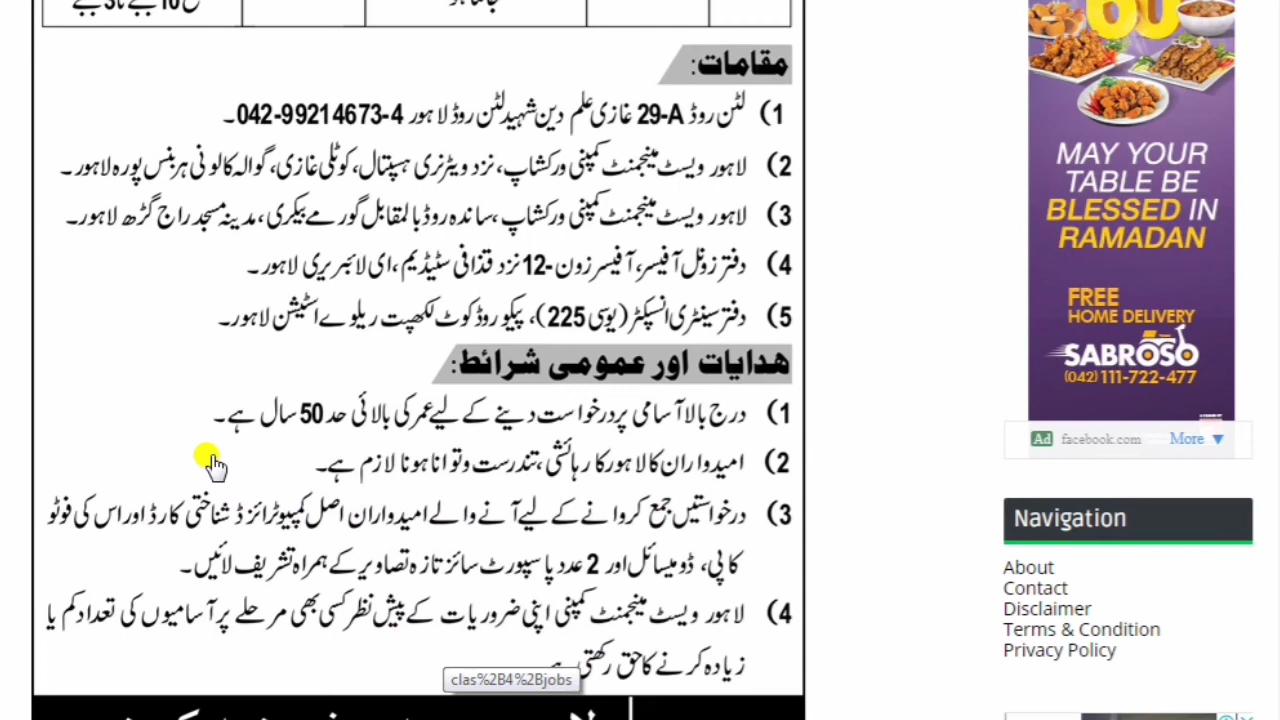 مقامات:
1) لٹن روڈ 29-A غازی علم دین شہید لٹن روڈ لاہور 4-99214673-042۔
2) لاہور ویسٹ مینجمنٹ کمپنی ورکشاپ، نزد ویٹرنری ہسپتال، کوٹلی غازی، گوالہ کالونی ہربنس پورہ لاہور۔
3) لاہور ویسٹ مینجمنٹ کمپنی ورکشاپ، ساندہ روڈ بالمقابل گورمے بیکری، مدینہ مسجد راج گڑھ لاہور۔
4) دفتر زونل آفیسر، آفیسر زون-12 نزد قذافی سٹیڈیم، ای لائبریری لاہور۔
5) دفتر سینٹری انسپکٹر (یوسی 225)، پیکو روڈ کوٹ لکھپت ریلوے اسٹیشن لاہور۔
ہدایات اور عمومی شرائط:
1) درج بالا آسامی پر درخواست دینے کے لیے عمر کی بالائی حد 50 سال ہے۔
2) امیدواران کا لاہور کا رہائشی، تندرست و توانا ہونا لازم ہے۔
3) درخواستیں جمع کروانے کے لیے آنے والے امیدواران اصل کمپیوٹرائزڈ شناختی کارڈ اور اس کی فوٹو
کاپی، ڈومیسائل اور 2 عدد پاسپورٹ سائز تازہ تصاویر کے ہمراہ تشریف لائیں۔
4) لاہور ویسٹ مینجمنٹ کمپنی اپنی ضروریات کے پیش نظر کسی بھی مرحلے پر آسامیوں کی تعداد کم یا
زیادہ کرنے کا حق رکھتی
clas%2B4%2Bjobs
60
MAY YOUR
TABLE BE
BLESSED IN
RAMADAN
FREE
HOME DELIVERY
SABROSO
(042) 111-722-477
Ad facebook.com More
Navigation
About
Contact
Disclaimer
Terms & Condition
Privacy Policy